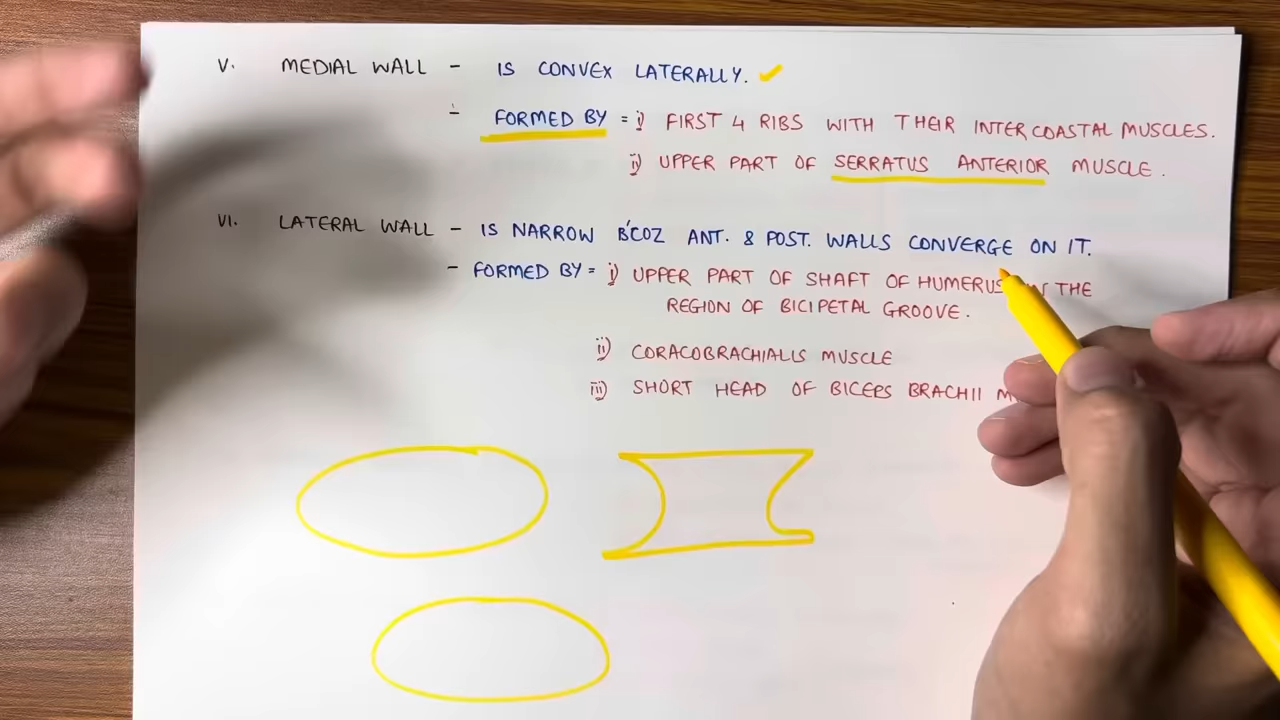 V. MEDIAL WALL - IS CONVEX LATERALLY.
- FORMED BY = i) FIRST 4 RIBS WITH THEIR INTERCOASTAL MUSCLES.
ii) UPPER PART OF SERRATUS ANTERIOR MUSCLE.
VI. LATERAL WALL - IS NARROW B'COZ ANT. & POST. WALLS CONVERGE ON IT.
- FORMED BY = i) UPPER PART OF SHAFT OF HUMERUS THE
REGION OF BICIPETAL GROOVE.
ii) CORACOBRACHIALIS MUSCLE
iii) SHORT HEAD OF BICEPS BRACHII